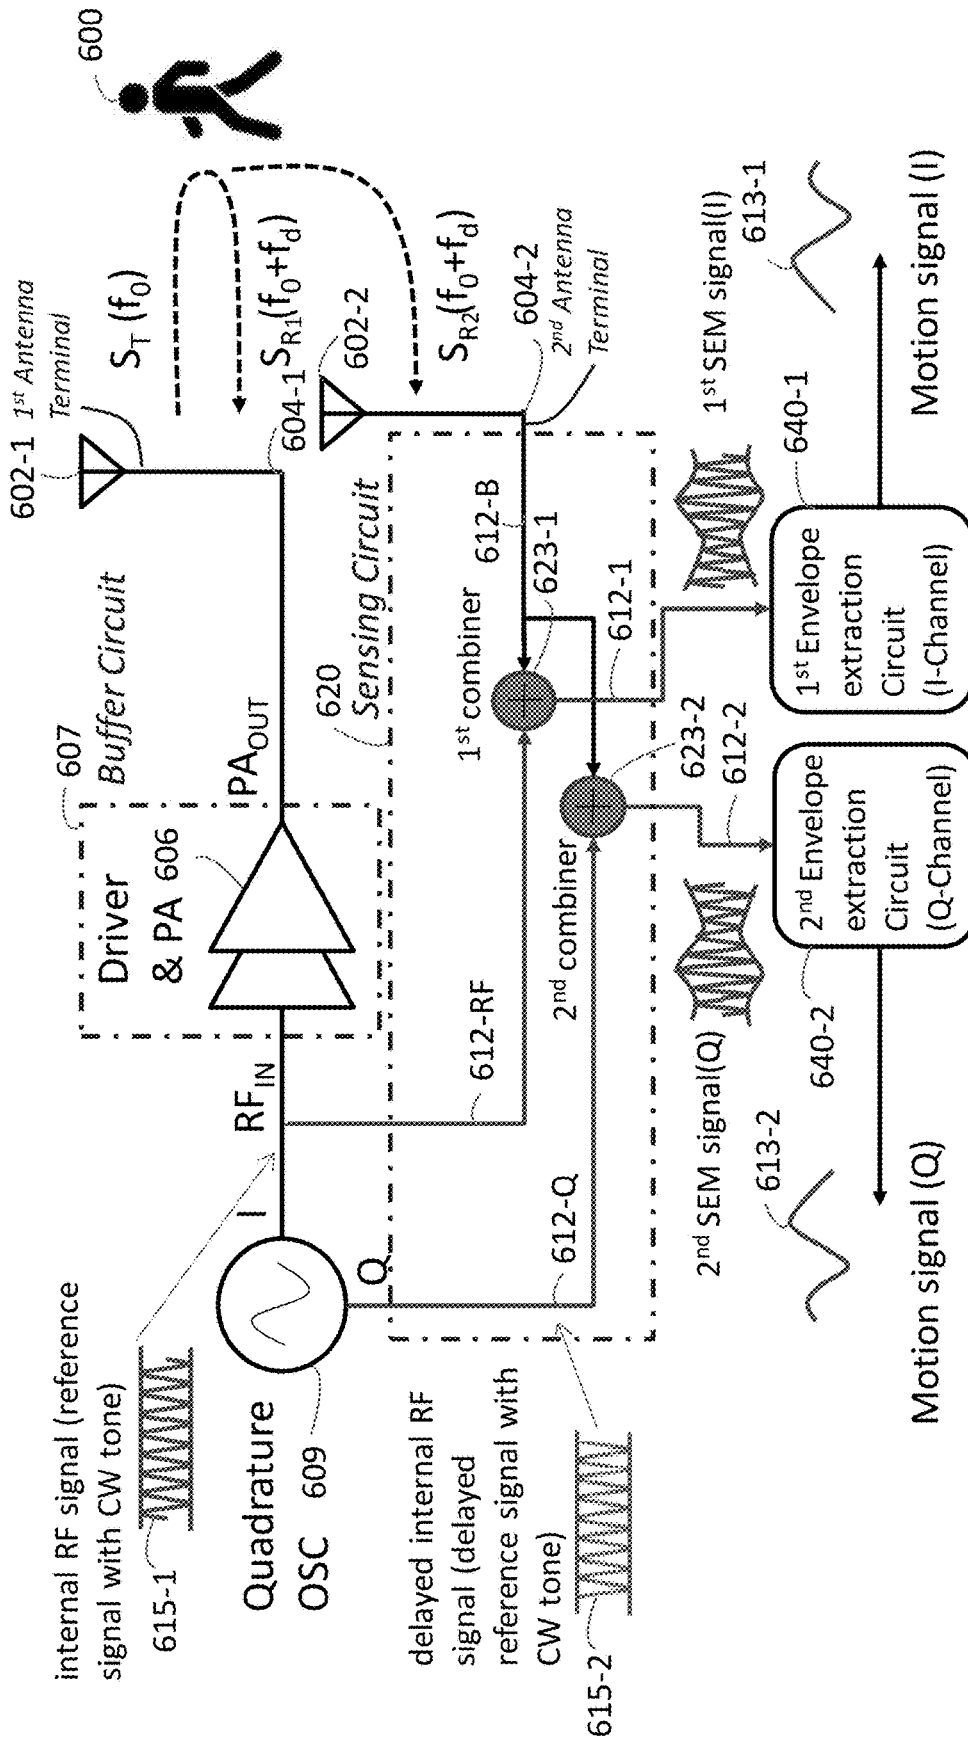 internal RF signal (reference
signal with CW tone)
615-1
Quadrature
OSC 609
I
Q
RF_IN
607
Buffer Circuit
Driver
& PA 606
PA_OUT
602-1
1st Antenna
Terminal
604-1
S_T (f_0)
S_R1(f_0+f_d)
602-2
S_R2(f_0+f_d)
604-2
2nd Antenna
Terminal
600
delayed internal RF
signal (delayed
reference signal with
CW tone)
615-2
620
Sensing Circuit
612-RF
612-Q
1st combiner
612-B
623-1
2nd combiner
612-1
623-2
612-2
2nd SEM signal(Q)
613-2
1st SEM signal(I)
613-1
640-2
2nd Envelope
extraction
Circuit
(Q-Channel)
1st Envelope
extraction
Circuit
(I-Channel)
640-1
Motion signal (Q)
Motion signal (I)